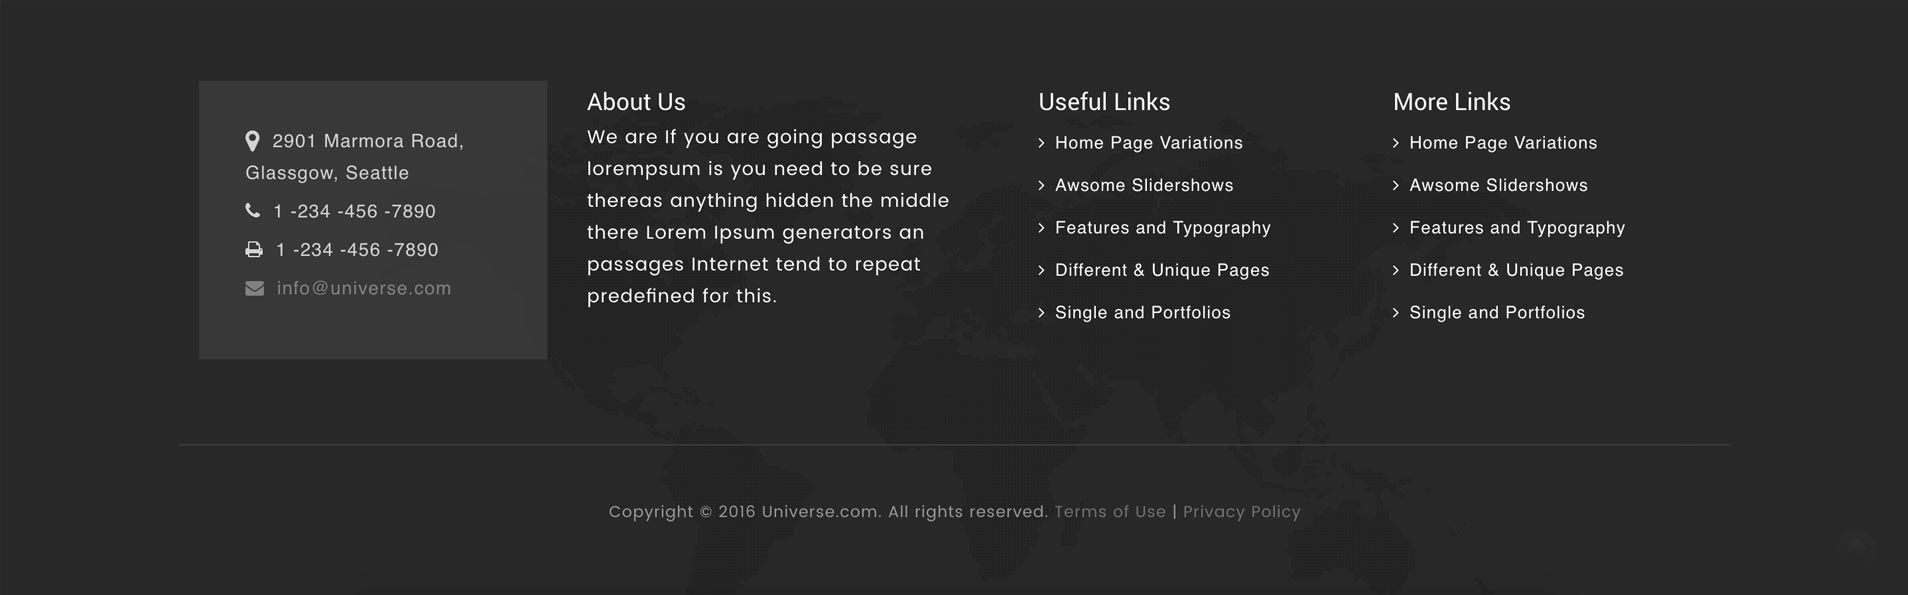 2901 Marmora Road,
Glassgow, Seattle
1 -234 -456 -7890
1 -234 -456 -7890
info@universe.com
About Us
We are If you are going passage
lorempsum is you need to be sure
thereas anything hidden the middle
there Lorem Ipsum generators an
passages Internet tend to repeat
predefined for this.
Useful Links
Home Page Variations
Awsome Slidershows
Features and Typography
Different & Unique Pages
Single and Portfolios
More Links
Home Page Variations
Awsome Slidershows
Features and Typography
Different & Unique Pages
Single and Portfolios
Copyright © 2016 Universe.com. All rights reserved. Terms of Use | Privacy Policy